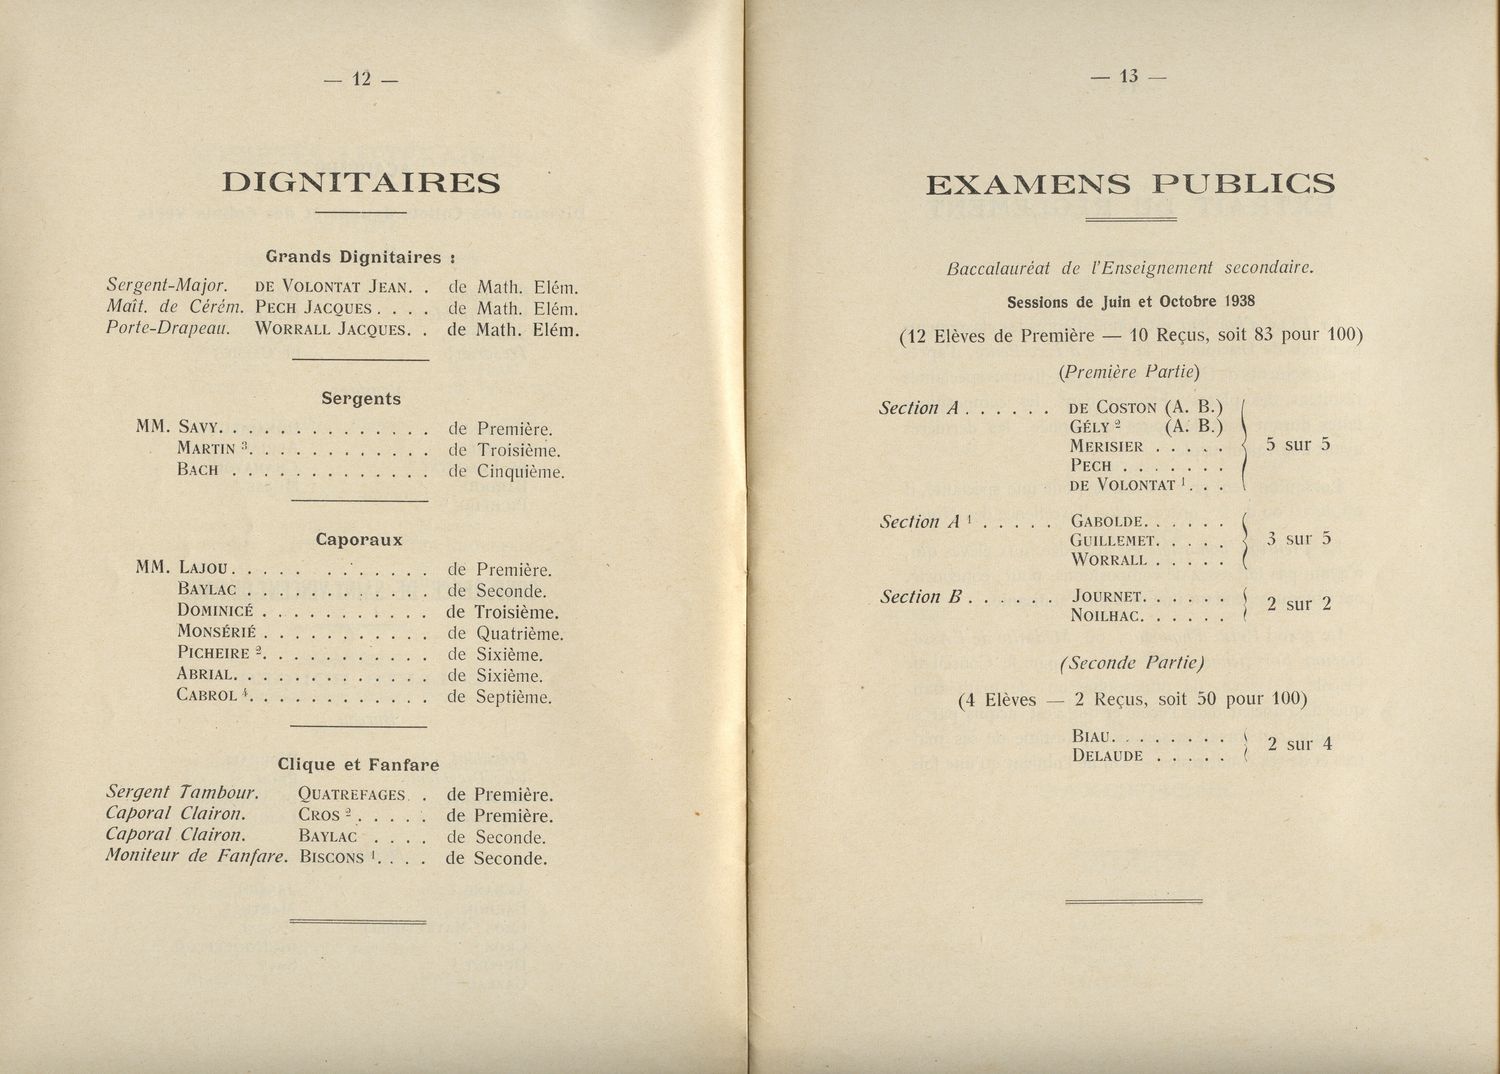 — 12 —
DIGNITAIRES
Grands Dignitaires :
Sergent-Major. DE VOLONTAT JEAN. . de Math. Elém.
Maît. de Cérém. PECH JACQUES . . . . de Math. Elém.
Porte-Drapeau. WORRALL JACQUES. . de Math. Elém.
Sergents
MM. SAVY. . . . . . . . . . . . . . de Première.
MARTIN ³. . . . . . . . . . . . de Troisième.
BACH . . . . . . . . . . . . . de Cinquième.
Caporaux
MM. LAJOU. . . . . . . . . . . . de Première.
BAYLAC . . . . . . . . . . . . de Seconde.
DOMINICÉ . . . . . . . . . . . de Troisième.
MONSÉRIÉ . . . . . . . . . . . de Quatrième.
PICHEIRE ². . . . . . . . . . . de Sixième.
ABRIAL. . . . . . . . . . . . . de Sixième.
CABROL ⁴. . . . . . . . . . . . de Septième.
Clique et Fanfare
Sergent Tambour. QUATREFAGES. . de Première.
Caporal Clairon. CROS ² . . . . . de Première.
Caporal Clairon. BAYLAC . . . . de Seconde.
Moniteur de Fanfare. BISCONS ¹. . . . de Seconde.
— 13 —
EXAMENS PUBLICS
Baccalauréat de l'Enseignement secondaire.
Sessions de Juin et Octobre 1938
(12 Elèves de Première — 10 Reçus, soit 83 pour 100)
(Première Partie)
Section A . . . . . . DE COSTON (A. B.)
GÉLY ² (A. B.)
MERISIER . . . . . 5 sur 5
PECH . . . . . . .
DE VOLONTAT ¹. . .
Section A ¹ . . . . . GABOLDE. . . . . .
GUILLEMET. . . . . 3 sur 5
WORRALL . . . . .
Section B . . . . . . JOURNET. . . . . . 2 sur 2
NOILHAC. . . . . .
(Seconde Partie)
(4 Elèves — 2 Reçus, soit 50 pour 100)
BIAU. . . . . . . . 2 sur 4
DELAUDE . . . . .